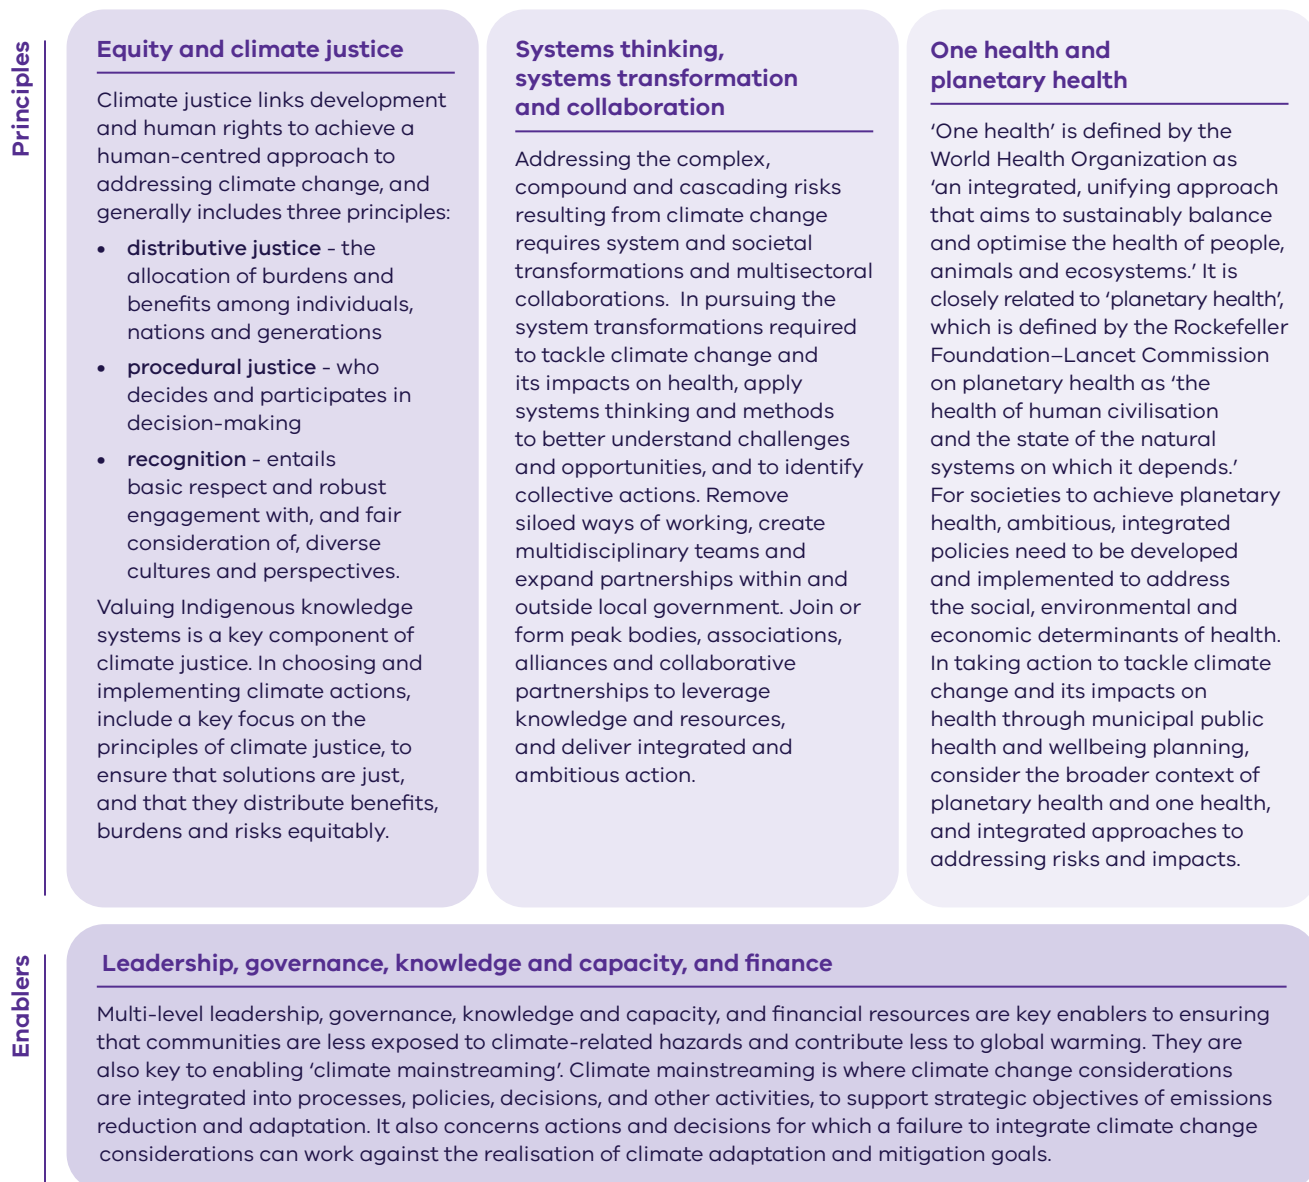 Principles
Equity and climate justice
Climate justice links development
and human rights to achieve a
human-centred approach to
addressing climate change, and
generally includes three principles:
• distributive justice - the
allocation of burdens and
benefits among individuals,
nations and generations
• procedural justice - who
decides and participates in
decision-making
• recognition - entails
basic respect and robust
engagement with, and fair
consideration of, diverse
cultures and perspectives.
Valuing Indigenous knowledge
systems is a key component of
climate justice. In choosing and
implementing climate actions,
include a key focus on the
principles of climate justice, to
ensure that solutions are just,
and that they distribute benefits,
burdens and risks equitably.
Systems thinking,
systems transformation
and collaboration
Addressing the complex,
compound and cascading risks
resulting from climate change
requires system and societal
transformations and multisectoral
collaborations.  In pursuing the
system transformations required
to tackle climate change and
its impacts on health, apply
systems thinking and methods
to better understand challenges
and opportunities, and to identify
collective actions. Remove
siloed ways of working, create
multidisciplinary teams and
expand partnerships within and
outside local government. Join or
form peak bodies, associations,
alliances and collaborative
partnerships to leverage
knowledge and resources,
and deliver integrated and
ambitious action.
One health and
planetary health
‘One health’ is defined by the
World Health Organization as
‘an integrated, unifying approach
that aims to sustainably balance
and optimise the health of people,
animals and ecosystems.’ It is
closely related to ‘planetary health’,
which is defined by the Rockefeller
Foundation–Lancet Commission
on planetary health as ‘the
health of human civilisation
and the state of the natural
systems on which it depends.’
For societies to achieve planetary
health, ambitious, integrated
policies need to be developed
and implemented to address
the social, environmental and
economic determinants of health.
In taking action to tackle climate
change and its impacts on
health through municipal public
health and wellbeing planning,
consider the broader context of
planetary health and one health,
and integrated approaches to
addressing risks and impacts.
Enablers
Leadership, governance, knowledge and capacity, and finance
Multi-level leadership, governance, knowledge and capacity, and financial resources are key enablers to ensuring
that communities are less exposed to climate-related hazards and contribute less to global warming. They are
also key to enabling ‘climate mainstreaming’. Climate mainstreaming is where climate change considerations
are integrated into processes, policies, decisions, and other activities, to support strategic objectives of emissions
reduction and adaptation. It also concerns actions and decisions for which a failure to integrate climate change
considerations can work against the realisation of climate adaptation and mitigation goals.